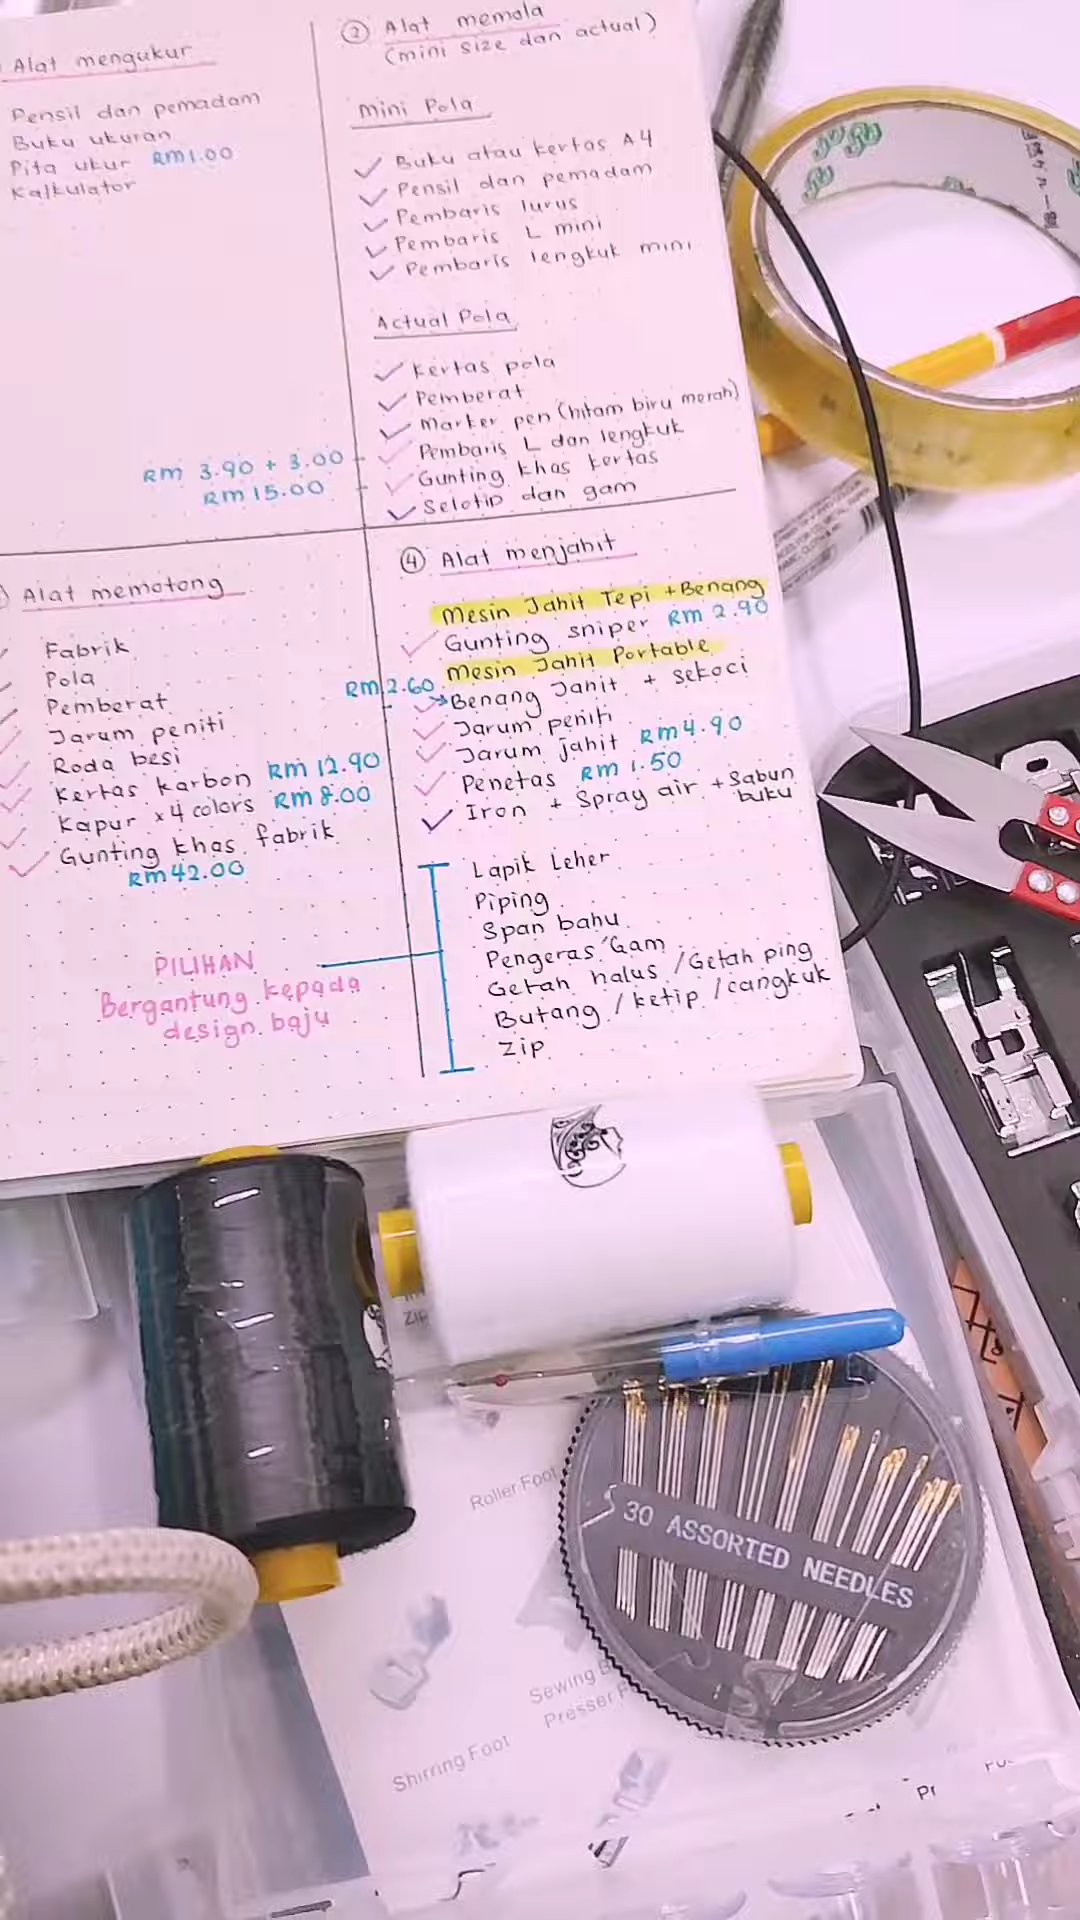 Alat mengukur
Pensil dan pemadam
Buku ukuran
Pita ukur RM1.00
Kalkulator
② Alat memola
(mini size dan actual)
Mini Pola
Buku atau kertas A4
Pensil dan pemadam
Pembaris lurus
Pembaris L mini
Pembaris lengkuk mini
Actual Pola
Kertas pola
Pemberat
Marker pen (hitam biru merah)
Pembaris L dan lengkuk
RM 3.90 + 3.00
Gunting khas kertas
RM 15.00
Selotip dan gam
Alat memotong
Fabrik
Pola
Pemberat
Jarum peniti
Roda besi
Kertas karbon RM 12.90
Kapur x4 colors RM 8.00
Gunting khas fabrik
RM 42.00
PILIHAN
Bergantung kepada
design baju
④ Alat menjahit
Mesin Jahit Tepi + Benang
Gunting sniper RM 2.90
Mesin Jahit Portable
RM 2.60
Benang Jahit + sekoci
Jarum peniti
Jarum jahit RM 4.90
Penetas RM 1.50
Iron + Spray air + Sabun
buku
Lapik Leher
Piping
Span bahu
Pengeras Gam
Getah halus / Getah ping
Butang / ketip / cangkuk
Zip
Roller Foot
30 ASSORTED NEEDLES
Sewing
Presser
Shirring Foot